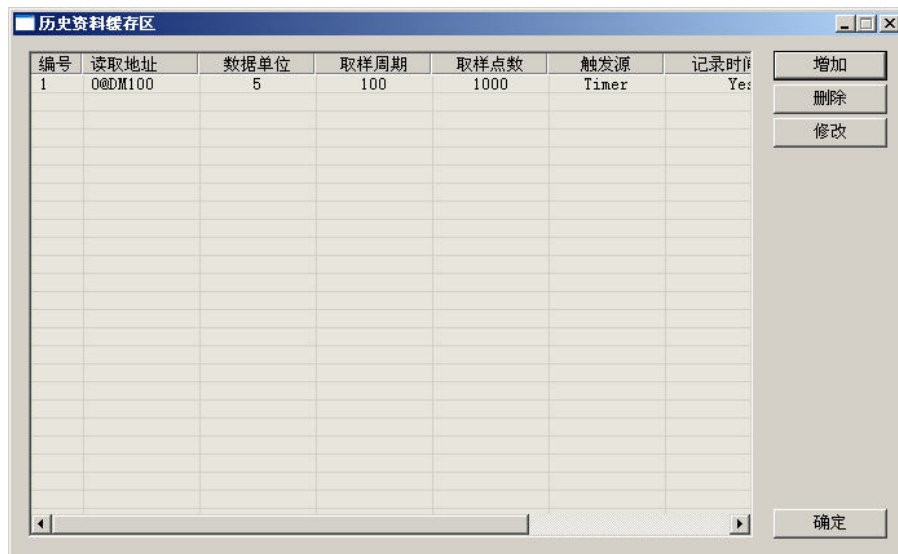 历史资料缓存区
编号 读取地址 数据单位 取样周期 取样点数 触发源 记录时间
1 0@DM100 5 100 1000 Timer Yes
增加
删除
修改
确定